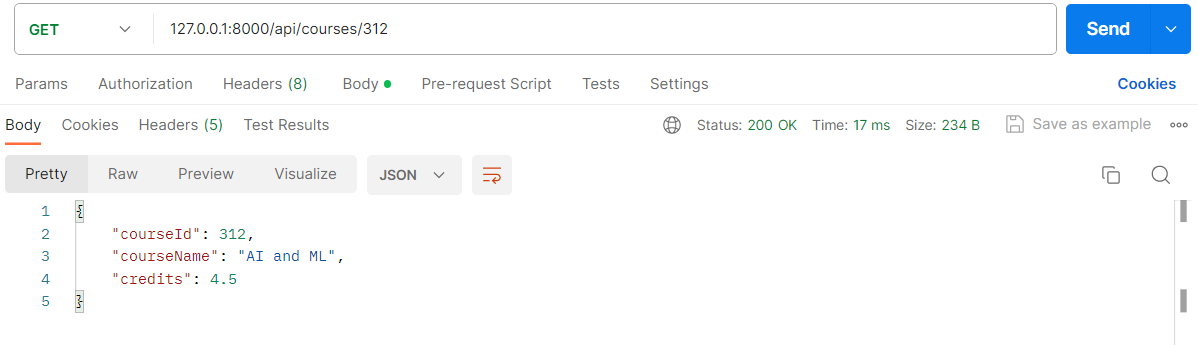 GET 127.0.0.1:8000/api/courses/312 Send
Params Authorization Headers (8) Body Pre-request Script Tests Settings Cookies
Body Cookies Headers (5) Test Results Status: 200 OK Time: 17 ms Size: 234 B Save as example
Pretty Raw Preview Visualize JSON
1 {
2 "courseId": 312,
3 "courseName": "AI and ML",
4 "credits": 4.5
5 }